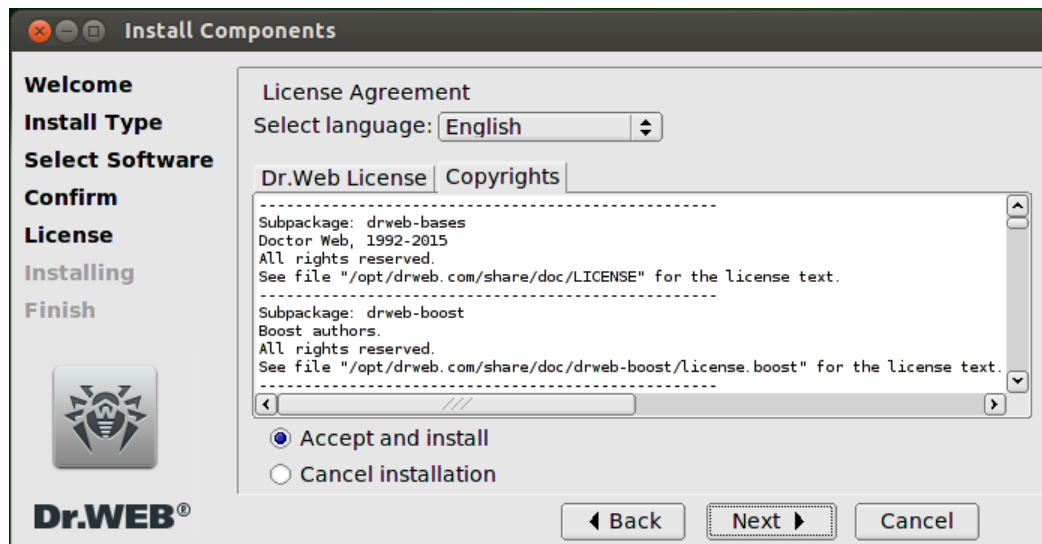 Install Components
Welcome
Install Type
Select Software
Confirm
License
Installing
Finish
Dr.WEB®
License Agreement
Select language: English
Dr.Web License Copyrights
----------------------------------------------------
Subpackage: drweb-bases
Doctor Web, 1992-2015
All rights reserved.
See file "/opt/drweb.com/share/doc/LICENSE" for the license text.
----------------------------------------------------
Subpackage: drweb-boost
Boost authors.
All rights reserved.
See file "/opt/drweb.com/share/doc/drweb-boost/license.boost" for the license text.
----------------------------------------------------
Accept and install
Cancel installation
Back Next Cancel